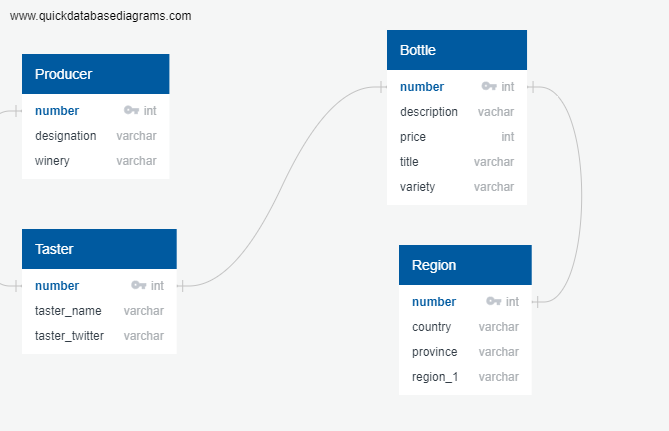 www.quickdatabasediagrams.com
Producer
number int
designation varchar
winery varchar
Taster
number int
taster_name varchar
taster_twitter varchar
Bottle
number int
description vachar
price int
title varchar
variety varchar
Region
number int
country varchar
province varchar
region_1 varchar